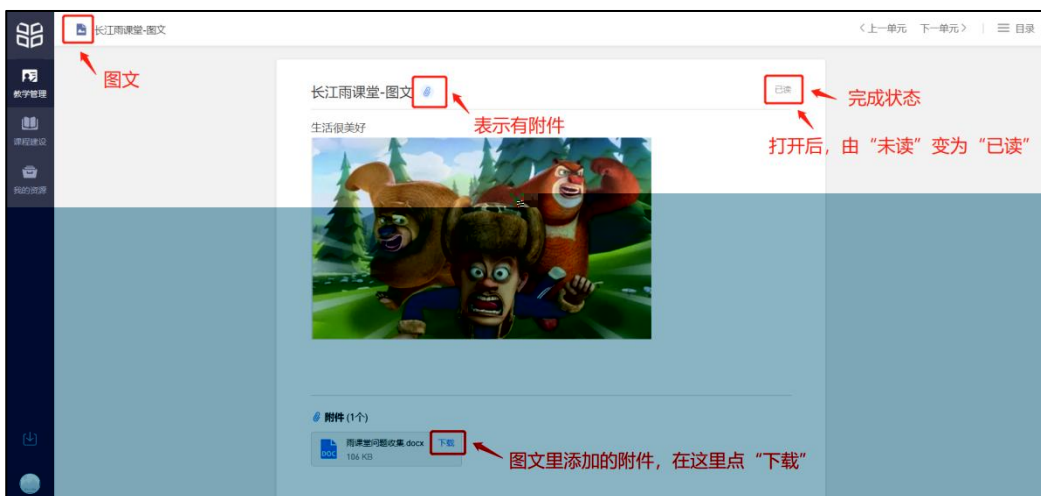 长江雨课堂-图文
<上一单元 下一单元>
目录
图文
教学管理
课程建设
我的资源
长江雨课堂-图文
已读
完成状态
表示有附件
打开后，由“未读”变为“已读”
生活很美好
附件 (1个)
雨课堂问题收集.docx
下载
DOC
186 KB
图文里添加的附件，在这里点“下载”